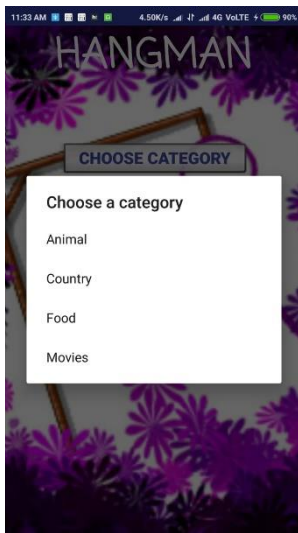 11:33 AM 4.50K/s 4G VoLTE 90%
HANGMAN
CHOOSE CATEGORY
Choose a category
Animal
Country
Food
Movies